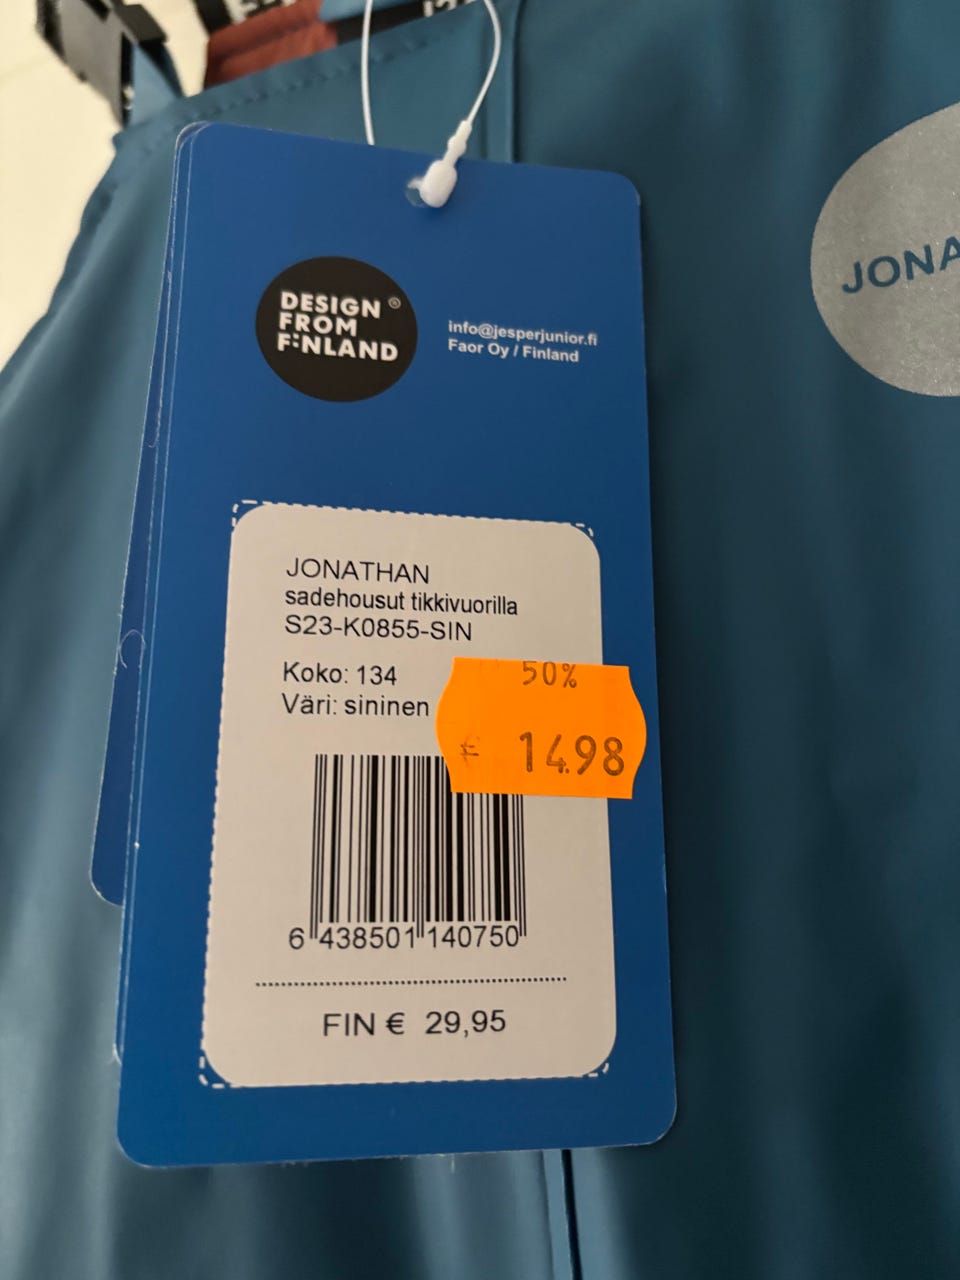 DESIGN ®
FROM
FINLAND
info@jesperjunior.fi
Faor Oy / Finland
JONATHAN
sadehousut tikkivuorilla
S23-K0855-SIN
Koko: 134
Väri: sininen
50%
€ 14.98
6 438501 140750
FIN € 29,95
JONA